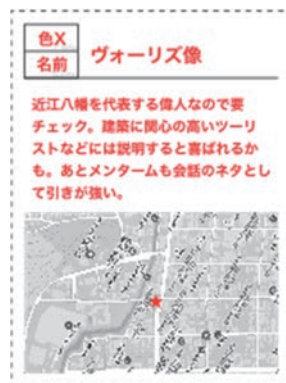 色X
名前
ヴォーリズ像
近江八幡を代表する偉人なので要
チェック。建築に関心の高いツーリ
ストなどには説明すると喜ばれるか
も。あとメンタームも会話のネタとし
て引きが強い。